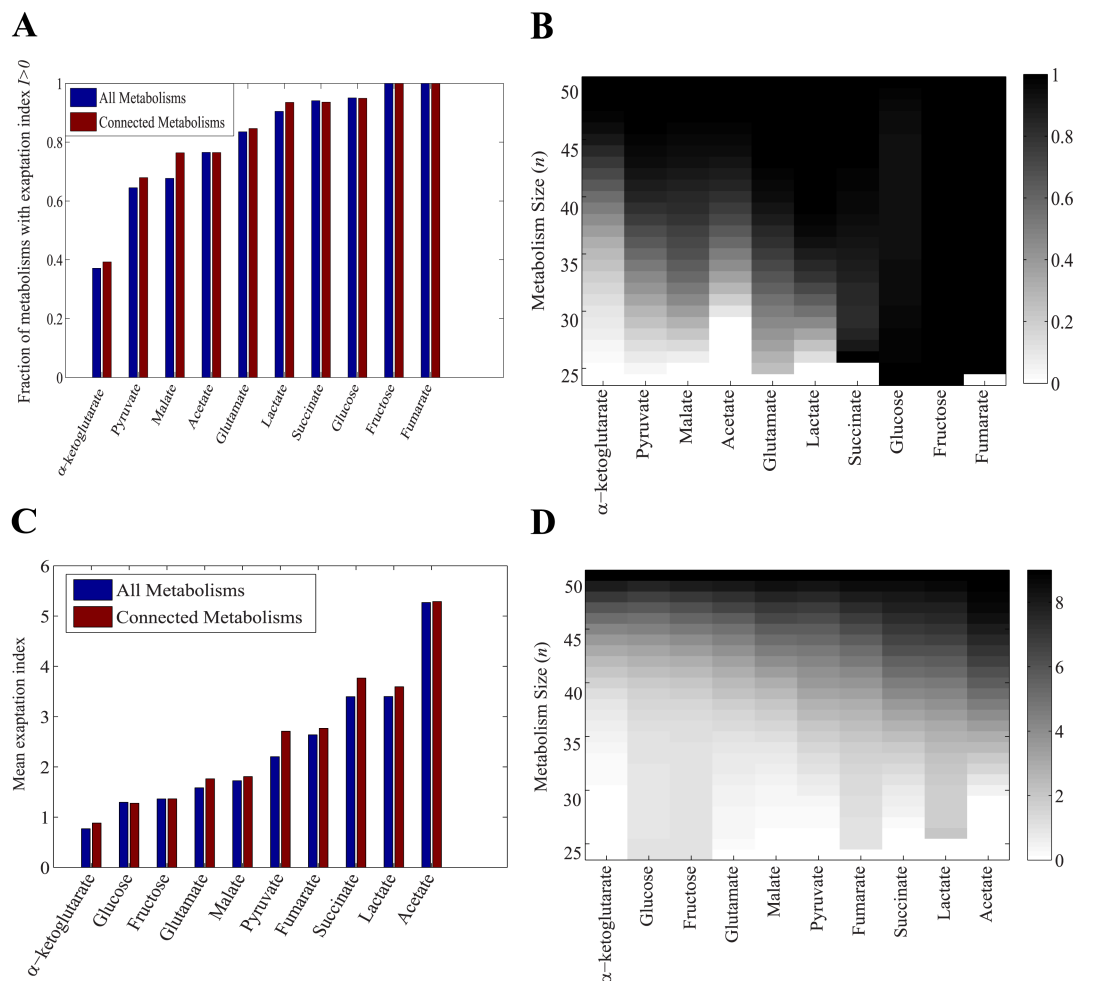 A
Fraction of metabolisms with exaptation index I>0
1
0.8
0.6
0.4
0.2
0
All Metabolisms
Connected Metabolisms
α-ketoglutarate
Pyruvate
Malate
Acetate
Glutamate
Lactate
Succinate
Glucose
Fructose
Fumarate
B
Metabolism Size (n)
50
45
40
35
30
25
α−ketoglutarate
Pyruvate
Malate
Acetate
Glutamate
Lactrate
Succinate
Glucose
Fructose
Fumarate
1
0.8
0.6
0.4
0.2
0
C
Mean exaptation index
6
5
4
3
2
1
0
All Metabolisms
Connected Metabolisms
α−ketoglutarate
Glucose
Fructose
Glutamate
Malate
Pyruvate
Fumarate
Succinate
Lactate
Acetate
D
Metabolism Size (n)
50
45
40
35
30
25
α−ketoglutarate
Glucose
Fructose
Glutamate
Malate
Pyruvate
Fumarate
Succinate
Lactate
Acetate
8
6
4
2
0